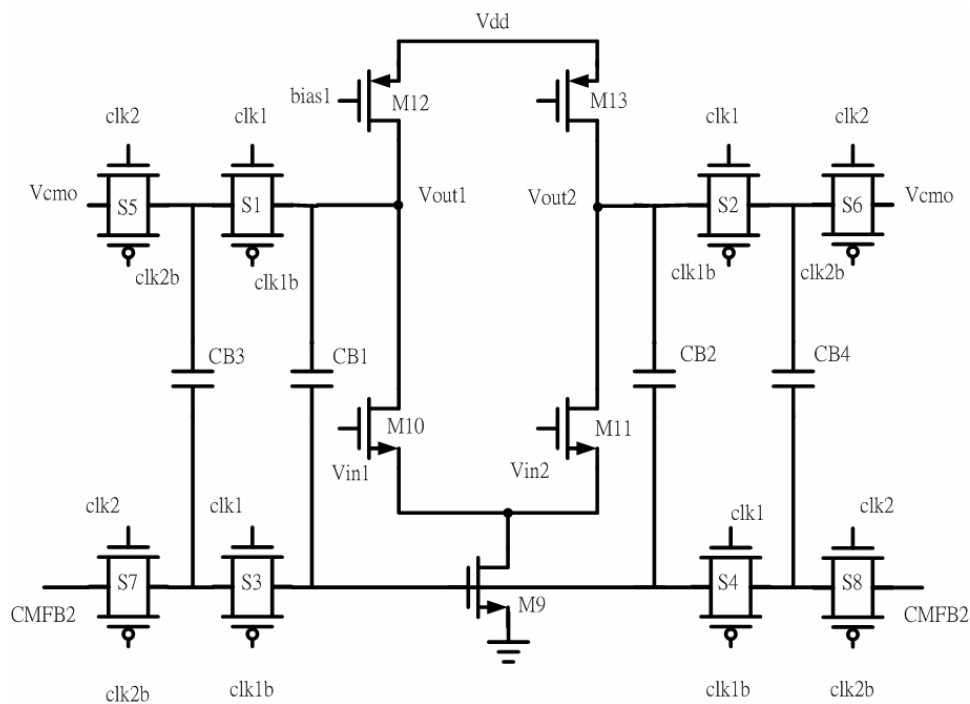 Vdd
bias1
M12
M13
clk2
clk1
clk1
clk2
Vcmo
S5
S1
Vout1
Vout2
S2
S6
Vcmo
clk2b
clk1b
clk1b
clk2b
CB3
CB1
CB2
CB4
M10
M11
Vin1
Vin2
clk2
clk1
clk1
clk2
S7
S3
S4
S8
CMFB2
M9
CMFB2
clk2b
clk1b
clk1b
clk2b